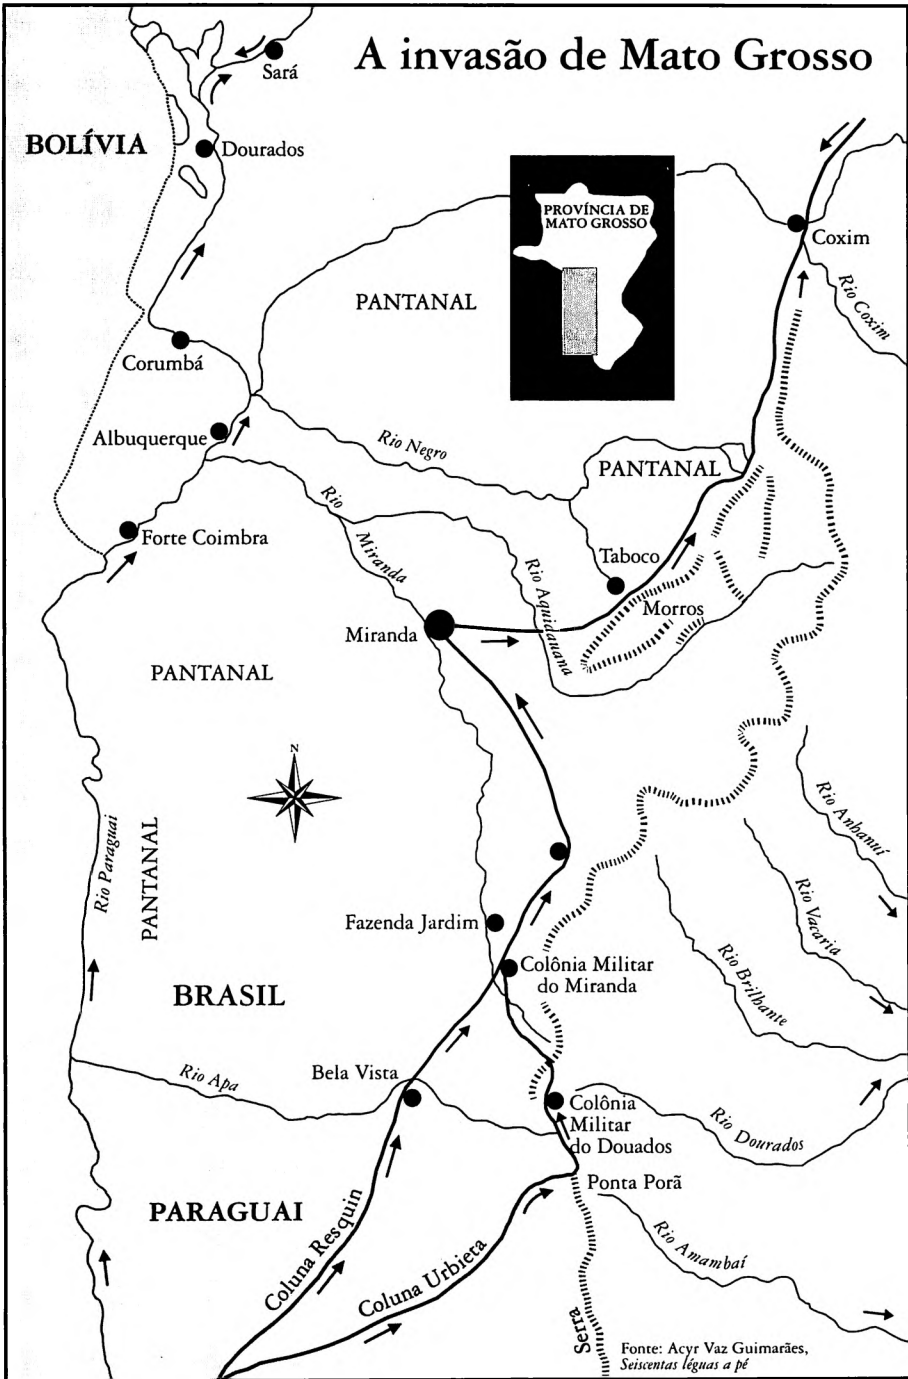 A invasão de Mato Grosso
Sará
BOLÍVIA
Dourados
PROVÍNCIA DE
MATO GROSSO
Coxim
Rio Coxim
PANTANAL
Corumbá
Albuquerque
Rio Negro
PANTANAL
Rio
Miranda
Forte Coimbra
Taboco
Rio Aquidauana
Morros
Miranda
PANTANAL
N
Rio Paraguai
PANTANAL
Rio Anhanuí
Rio Vacaria
Rio Brilhante
Fazenda Jardim
Colônia Militar
do Miranda
BRASIL
Rio Apa
Bela Vista
Colônia
Militar
do Douados
Rio Dourados
Ponta Porã
PARAGUAI
Coluna Resquin
Coluna Urbieta
Rio Amambaí
Serra
Fonte: Acyr Vaz Guimarães,
Seiscentas léguas a pé